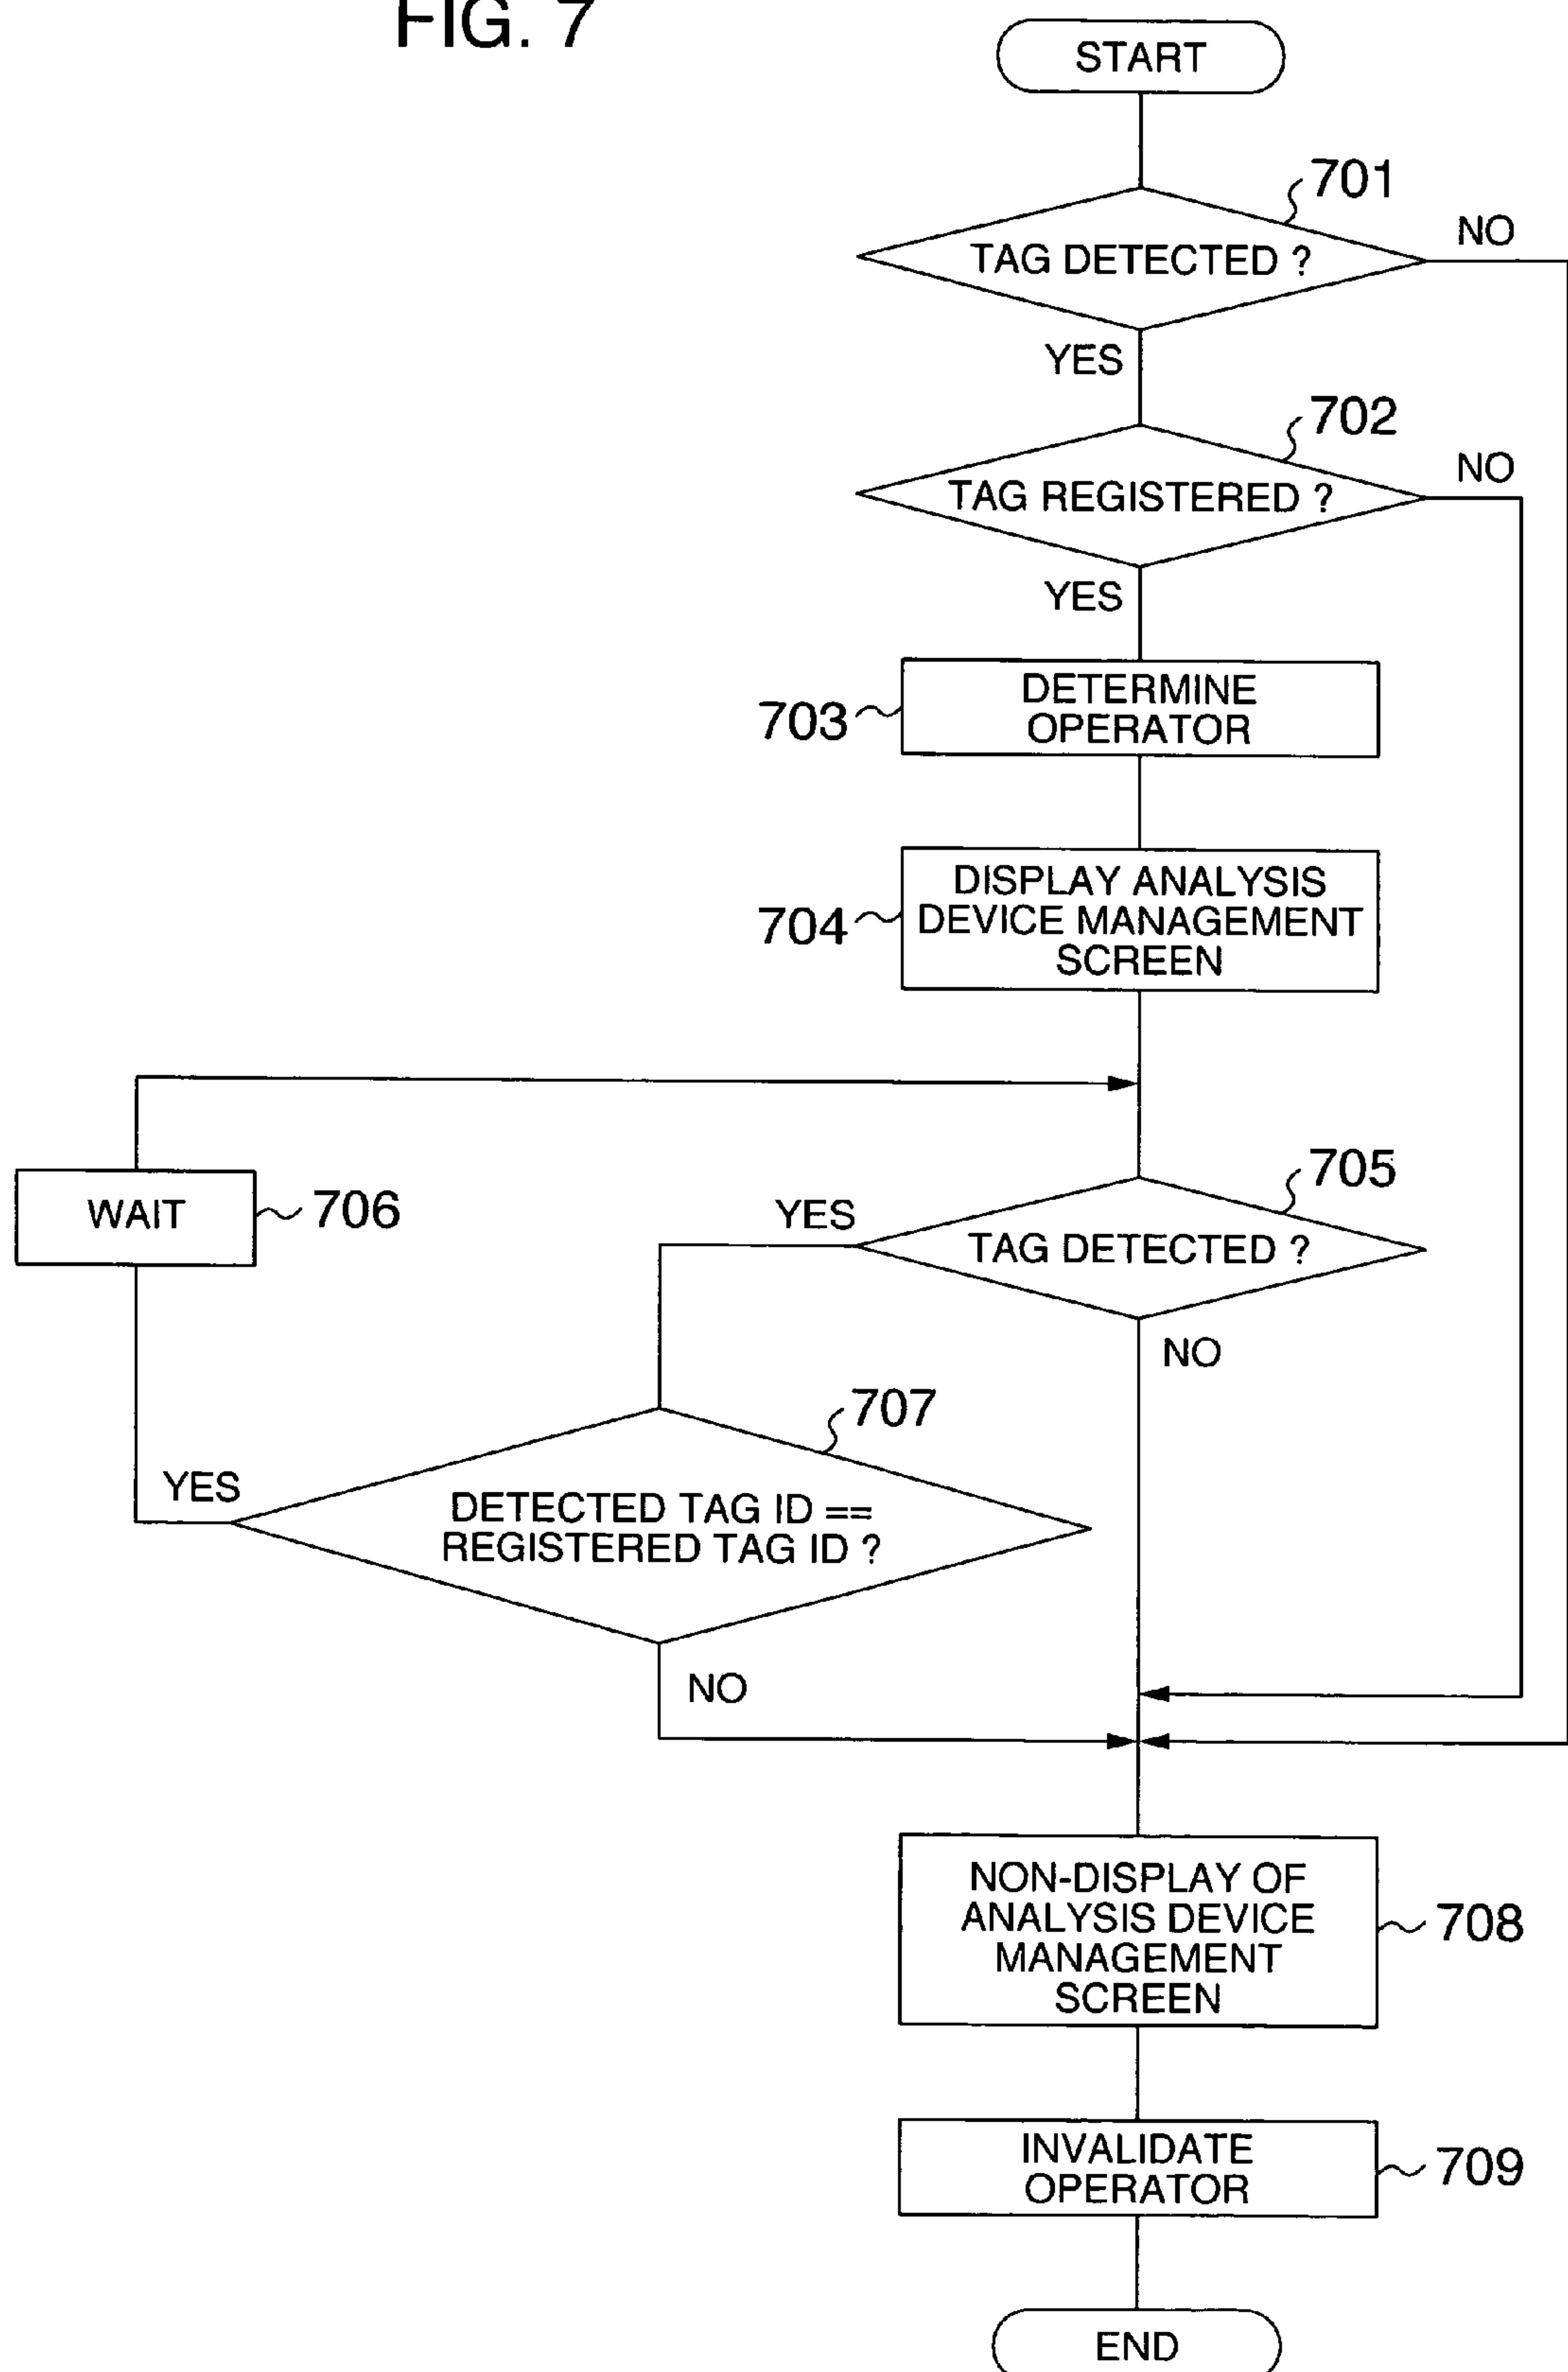 FIG. 7
START
701
TAG DETECTED ?
NO
YES
702
TAG REGISTERED ?
NO
YES
703
DETERMINE
OPERATOR
704
DISPLAY ANALYSIS
DEVICE MANAGEMENT
SCREEN
705
WAIT
706
YES
TAG DETECTED ?
NO
707
YES
DETECTED TAG ID ==
REGISTERED TAG ID ?
NO
NON-DISPLAY OF
ANALYSIS DEVICE
MANAGEMENT
SCREEN
708
INVALIDATE
OPERATOR
709
END